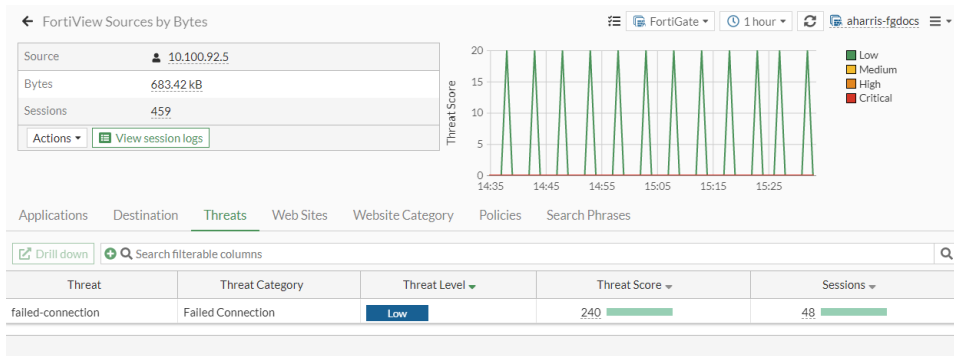 FortiView Sources by Bytes
FortiGate
1 hour
aharris-fgdocs
Source
10.100.92.5
Bytes
683.42 kB
Sessions
459
Actions
View session logs
Threat Score
20
15
10
5
0
14:35 14:45 14:55 15:05 15:15 15:25
Low
Medium
High
Critical
Applications Destination Threats Web Sites Website Category Policies Search Phrases
Drill down
Search filterable columns
Threat Threat Category Threat Level Threat Score Sessions
failed-connection Failed Connection Low 240 48